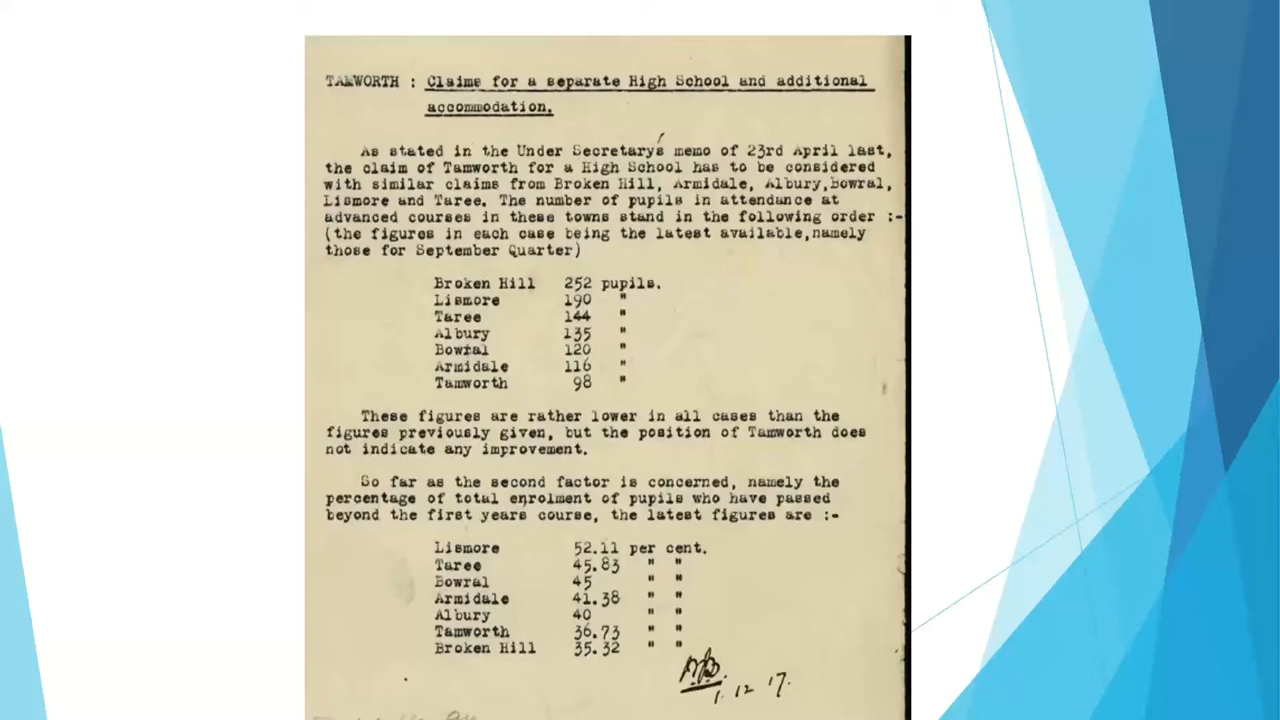 TAMWORTH : Claims for a separate High School and additional
accommodation.
As stated in the Under Secretary's memo of 23rd April last,
the claim of Tamworth for a High School has to be considered
with similar claims from Broken Hill, Armidale, Albury,Bowral,
Lismore and Taree. The number of pupils in attendance at
advanced courses in these towns stand in the following order :-
(the figures in each case being the latest available,namely
those for September Quarter)
Broken Hill 252 pupils.
Lismore 190 "
Taree 144 "
Albury 135 "
Bowral 120 "
Armidale 116 "
Tamworth 98 "
These figures are rather lower in all cases than the
figures previously given, but the position of Tamworth does
not indicate any improvement.
So far as the second factor is concerned, namely the
percentage of total enrolment of pupils who have passed
beyond the first years course, the latest figures are :-
Lismore 52.11 per cent.
Taree 45.83 " "
Bowral 45 " "
Armidale 41.38 " "
Albury 40 " "
Tamworth 36.73 " "
Broken Hill 35.32 " "
1.12 17.